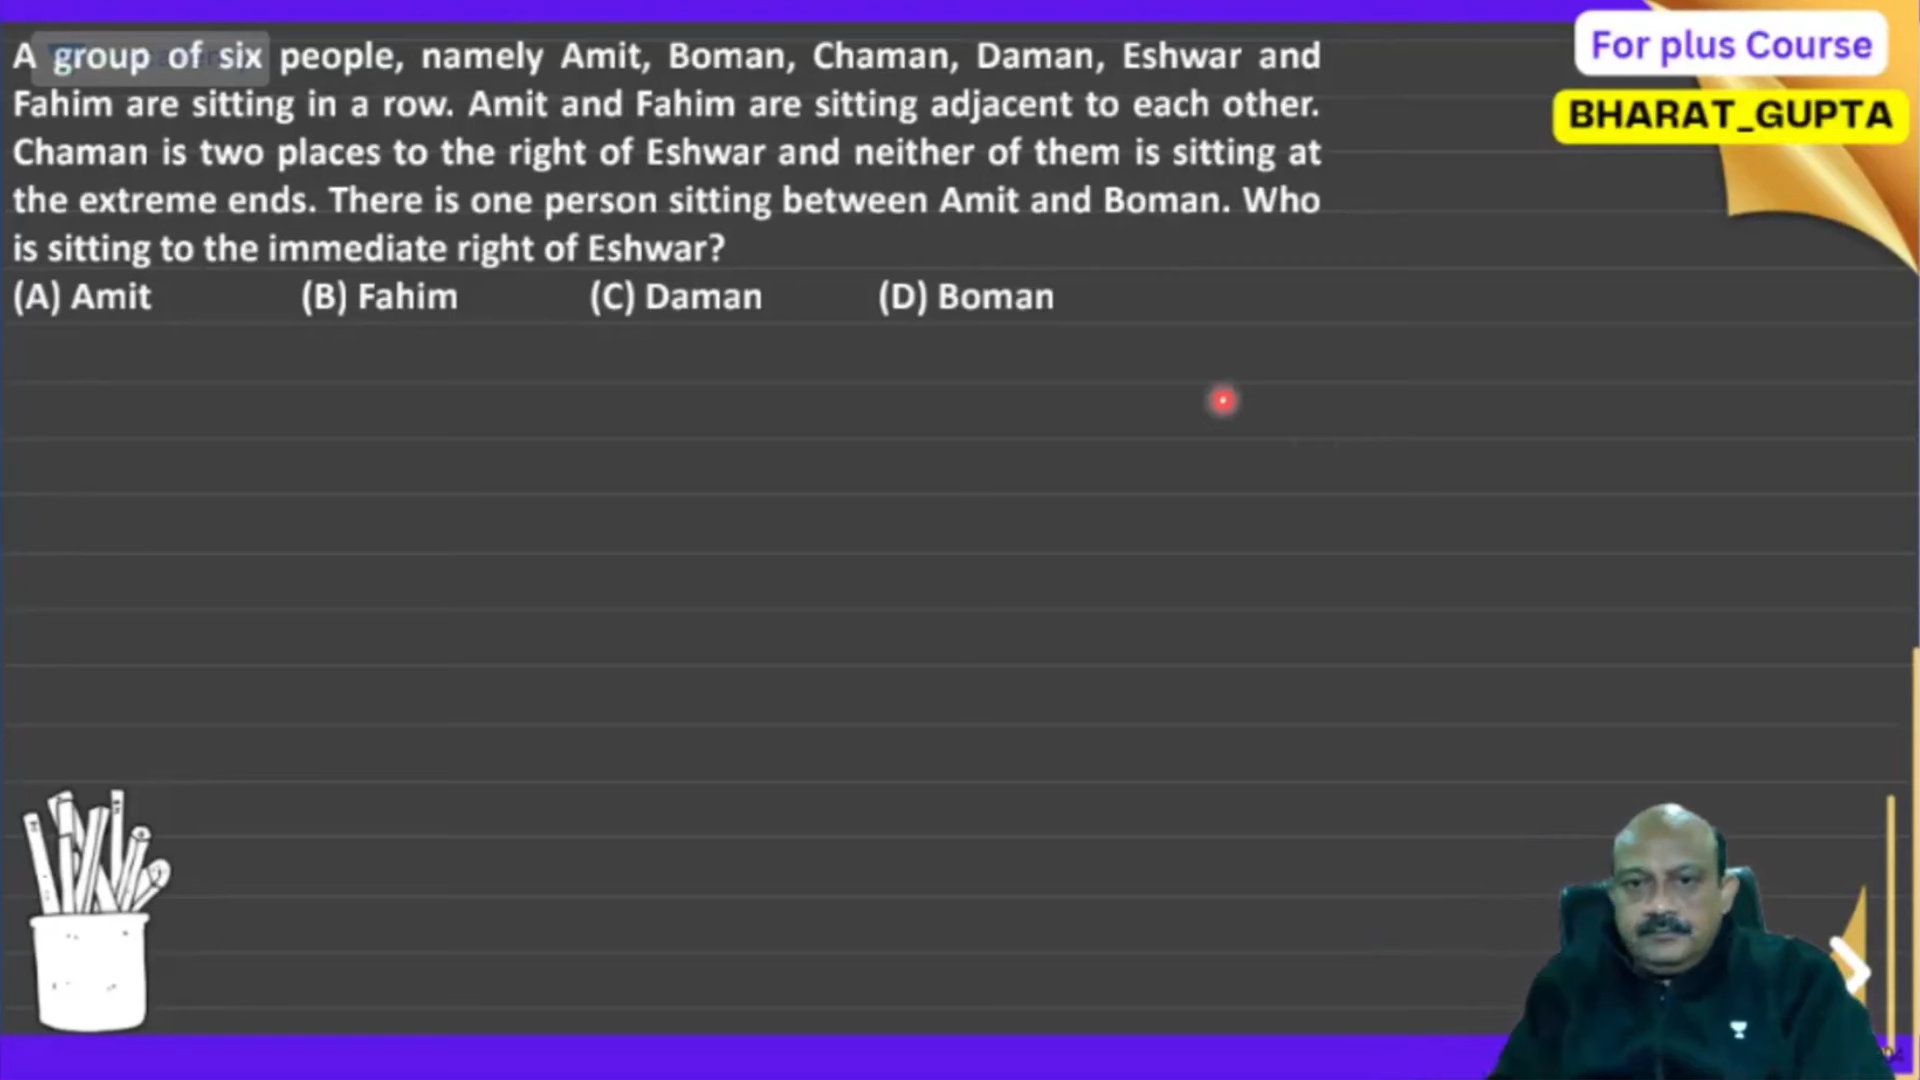 A group of six people, namely Amit, Boman, Chaman, Daman, Eshwar and
Fahim are sitting in a row. Amit and Fahim are sitting adjacent to each other.
Chaman is two places to the right of Eshwar and neither of them is sitting at
the extreme ends. There is one person sitting between Amit and Boman. Who
is sitting to the immediate right of Eshwar?
(A) Amit (B) Fahim (C) Daman (D) Boman
For plus Course
BHARAT_GUPTA